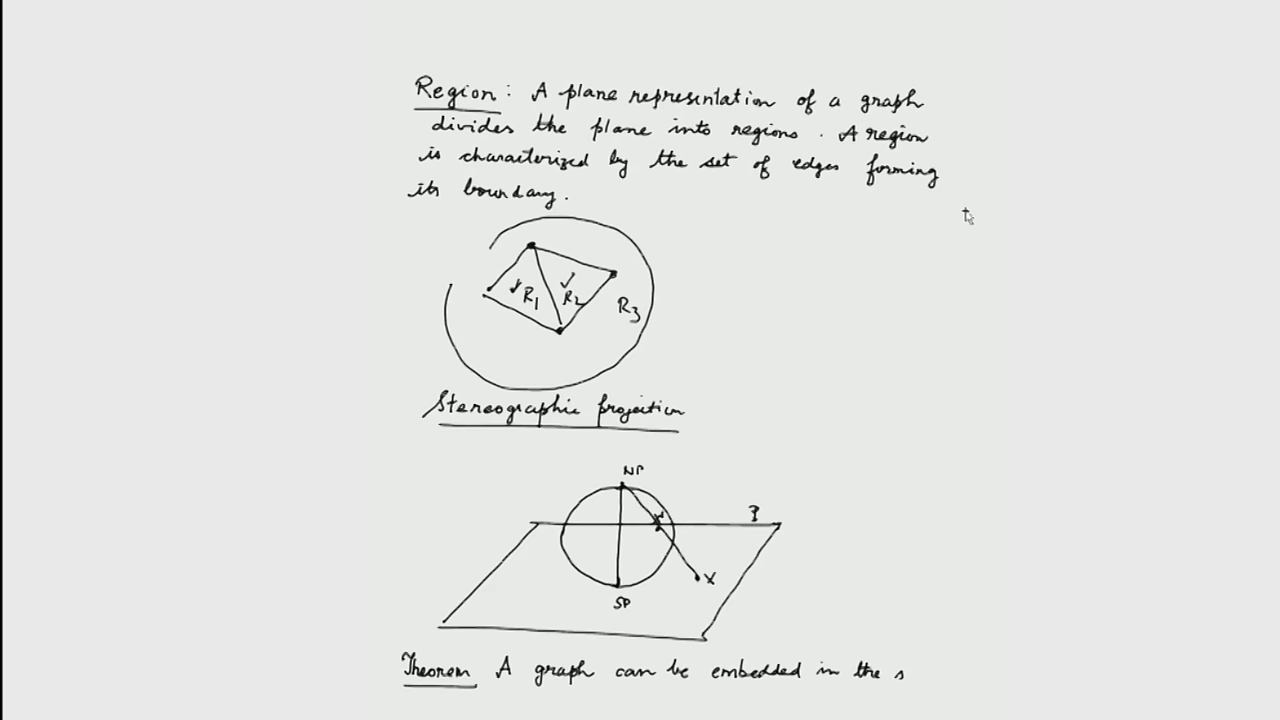 Region: A plane representation of a graph
divides the plane into regions. A region
is characterized by the set of edges forming
its boundary.
R1 R2 R3
Stereographic projection
NP
P
x'
x
SP
Theorem A graph can be embedded in the s